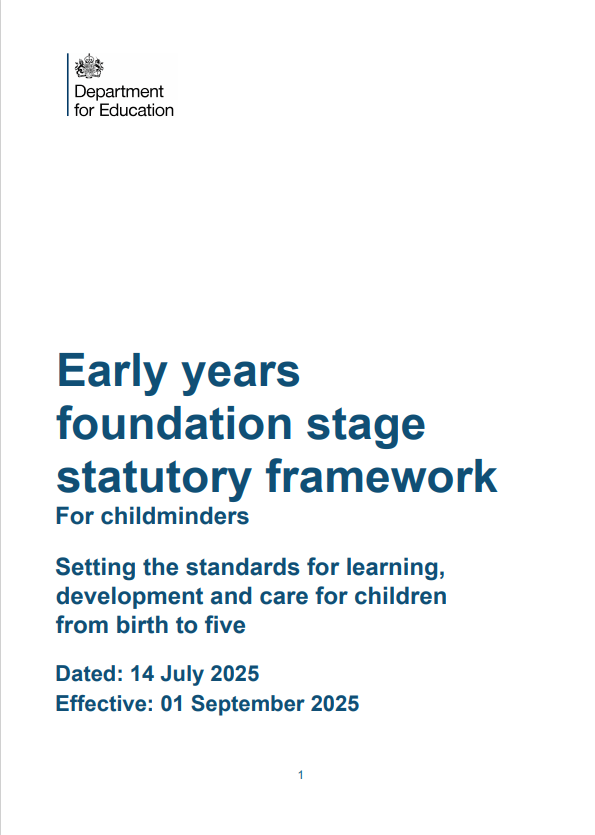 Department
for Education
Early years
foundation stage
statutory framework
For childminders
Setting the standards for learning,
development and care for children
from birth to five
Dated: 14 July 2025
Effective: 01 September 2025
1